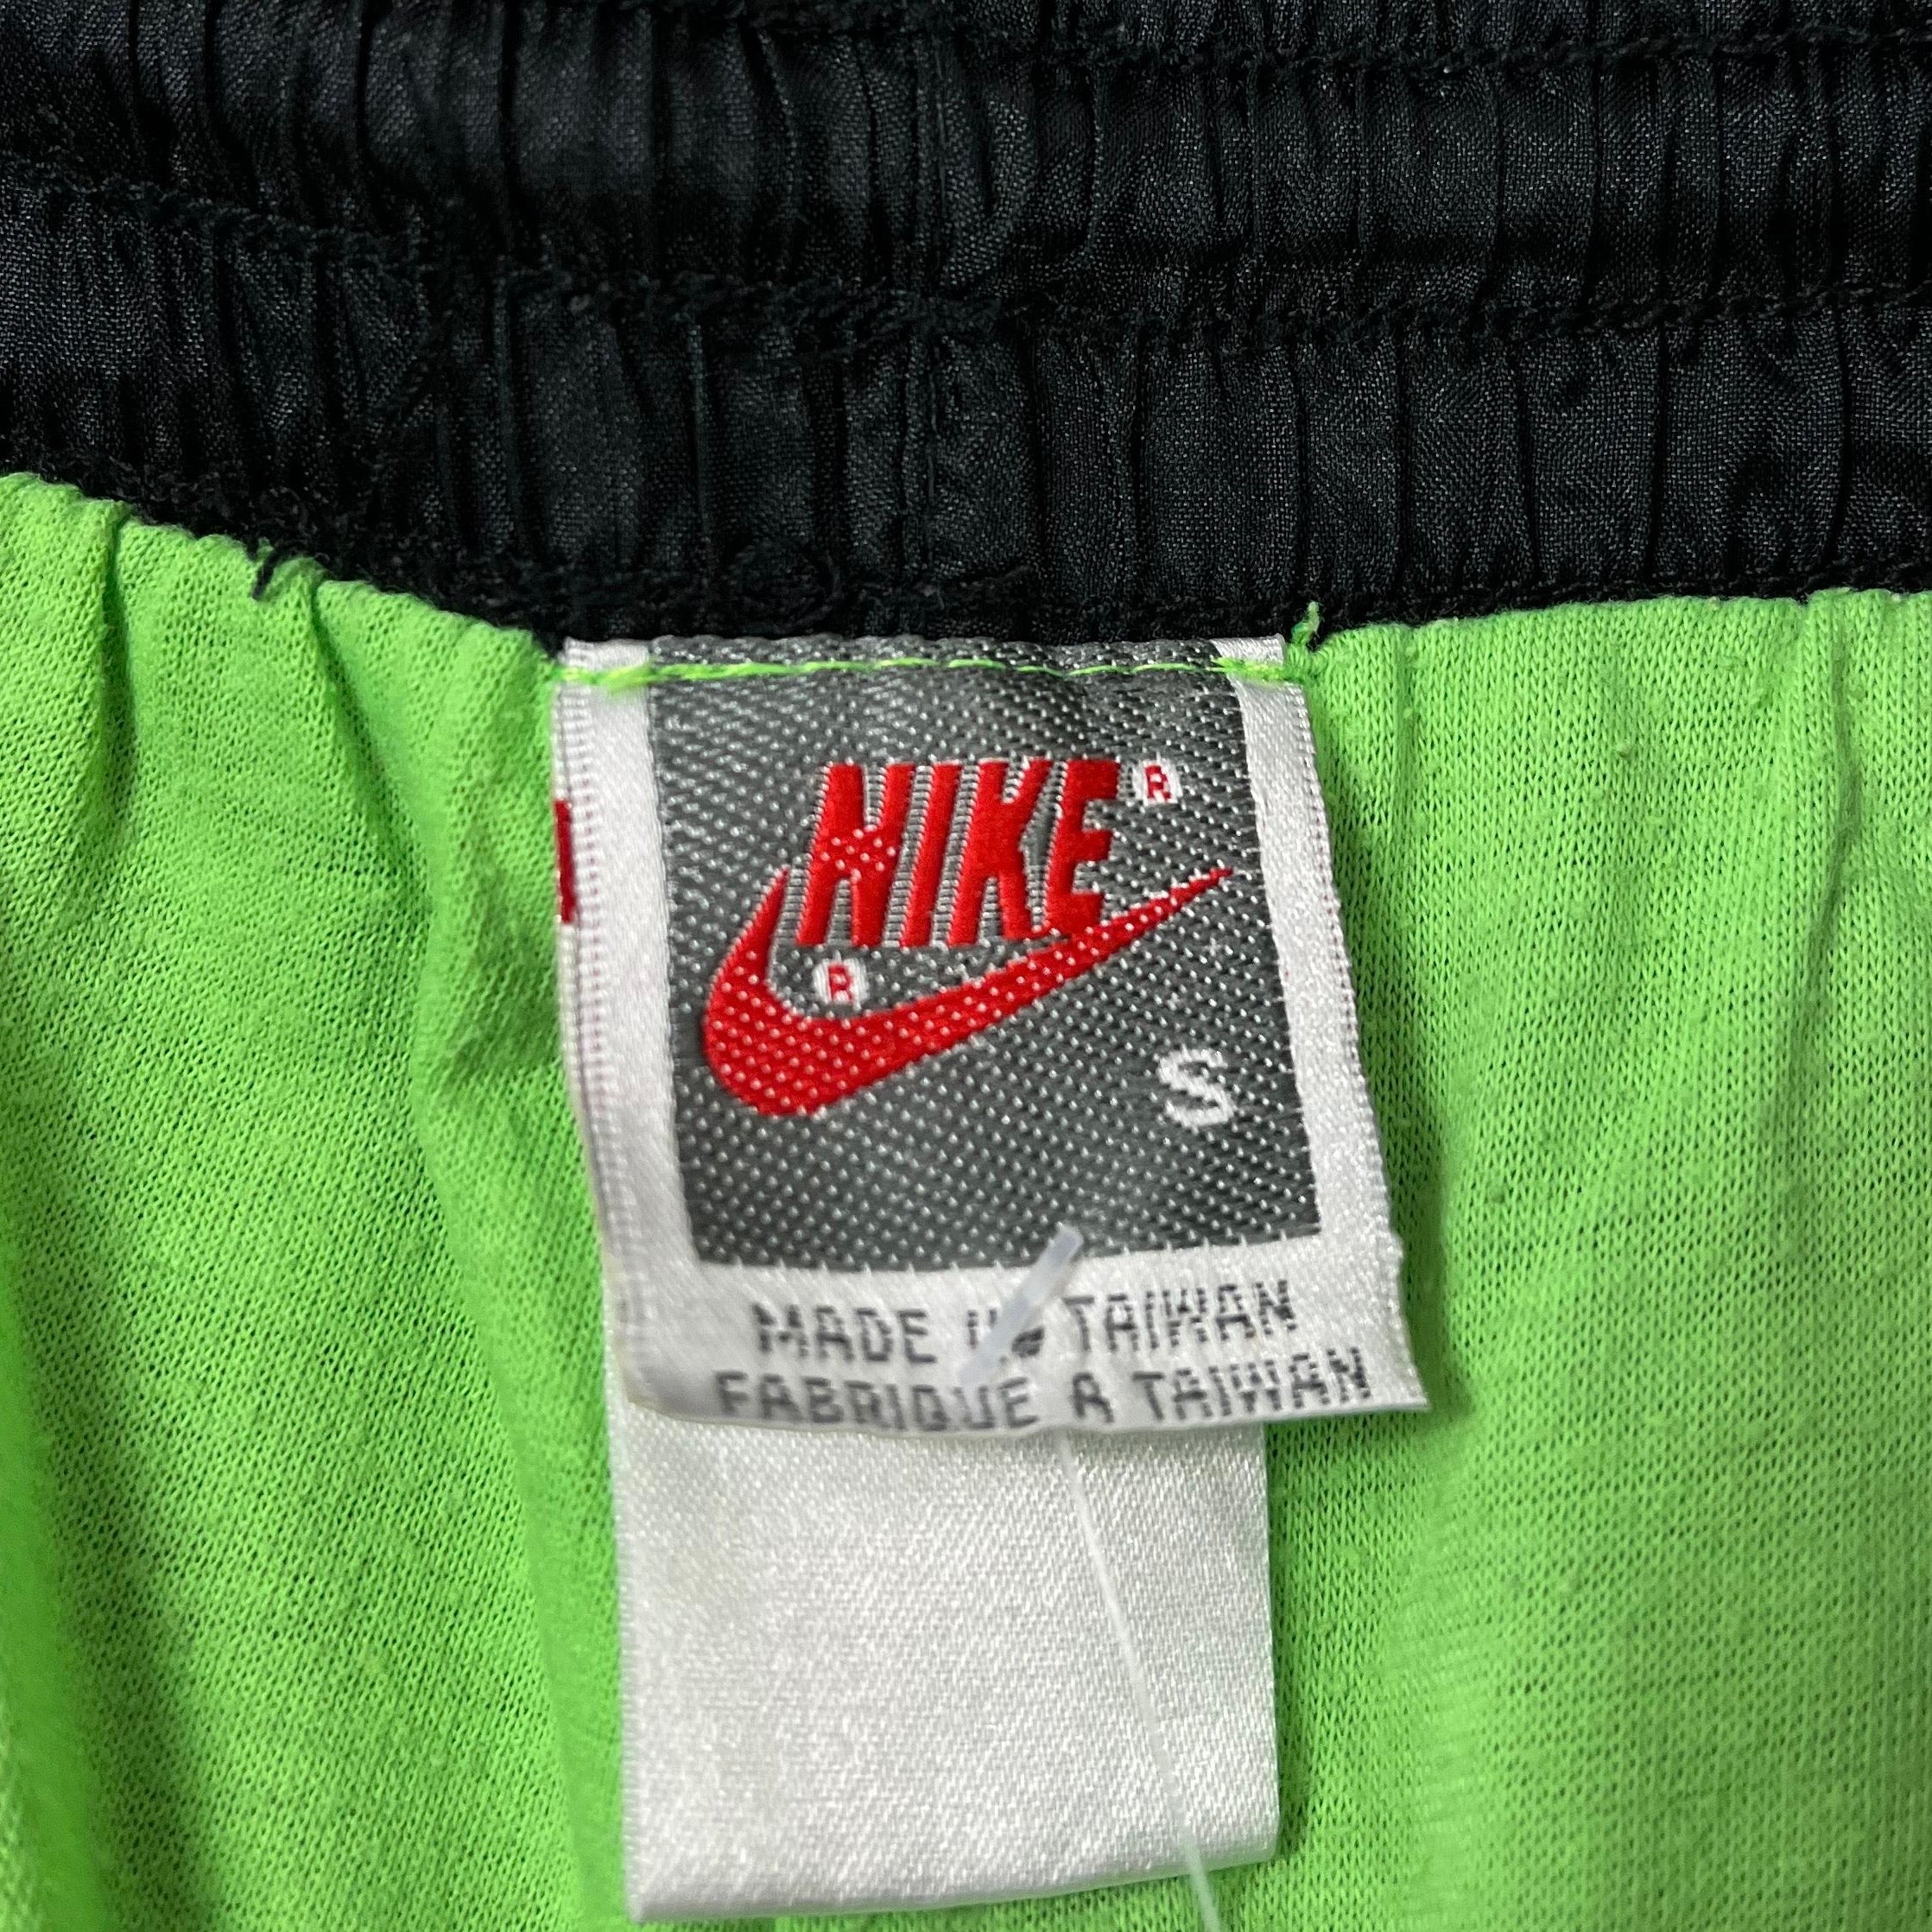 NIKE®
®
S
MADE IN TAIWAN
FABRIQUE A TAIWAN